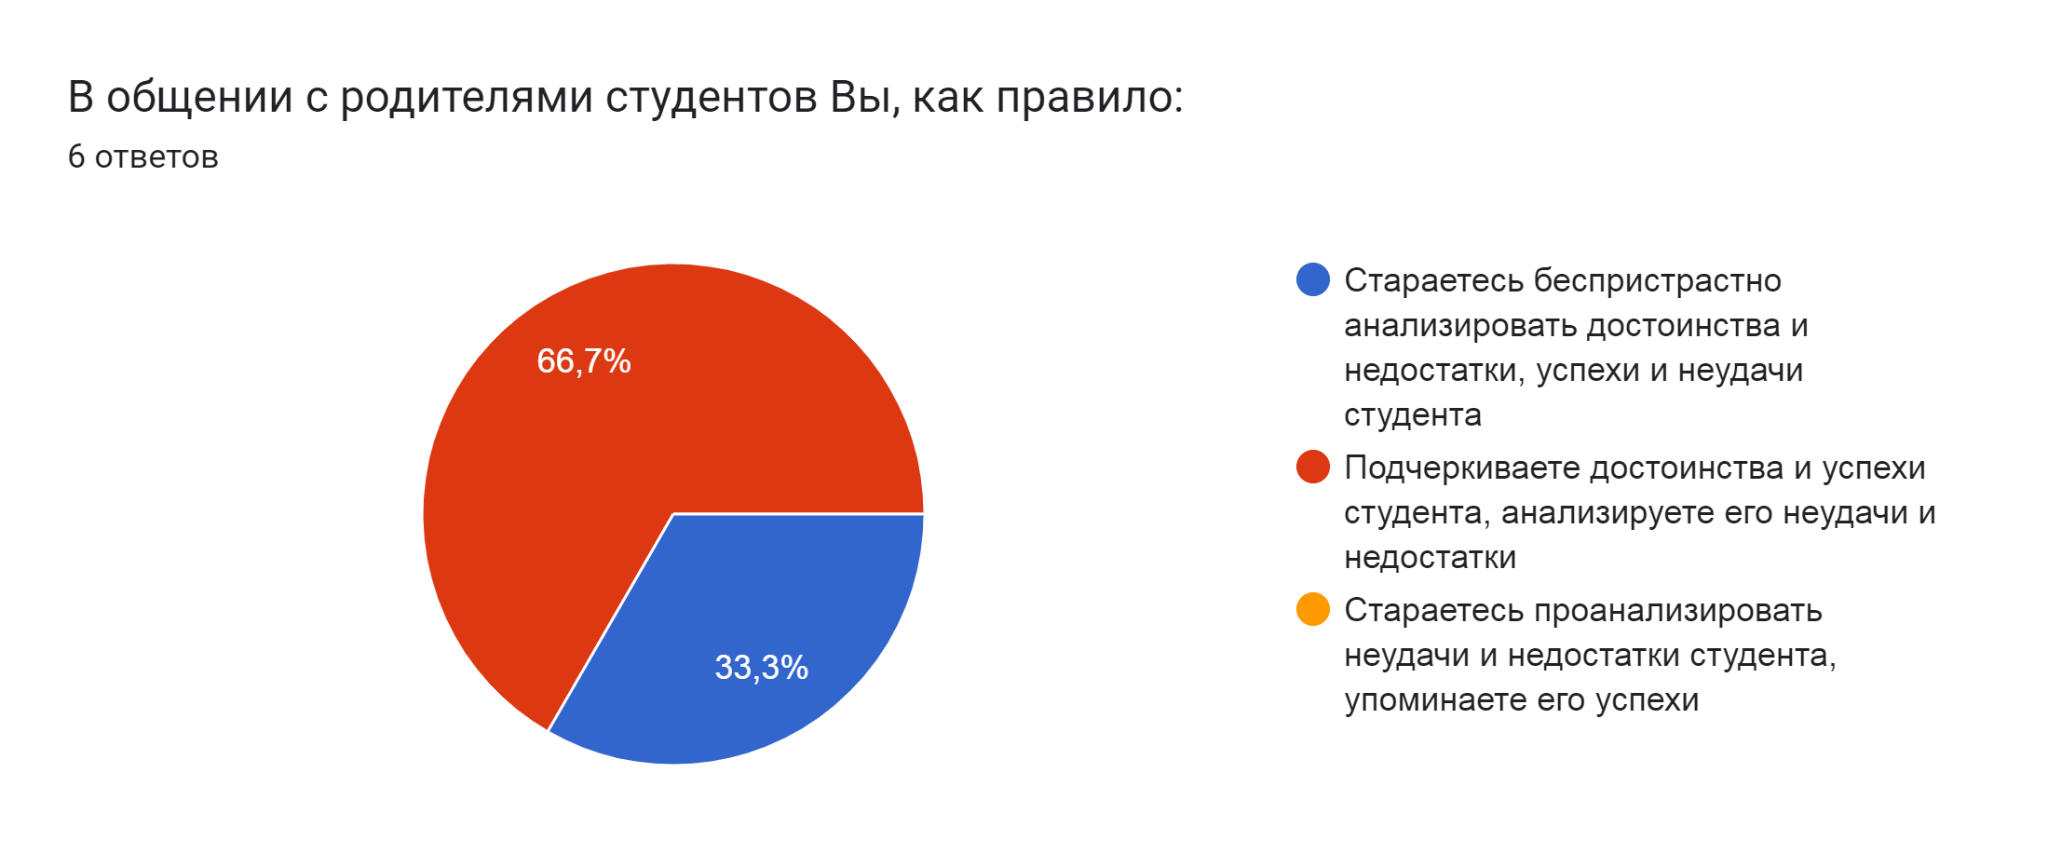 В общении с родителями студентов Вы, как правило:
6 ответов
66,7%
33,3%
Стараетесь беспристрастно
анализировать достоинства и
недостатки, успехи и неудачи
студента
Подчеркиваете достоинства и успехи
студента, анализируете его неудачи и
недостатки
Стараетесь проанализировать
неудачи и недостатки студента,
упоминаете его успехи